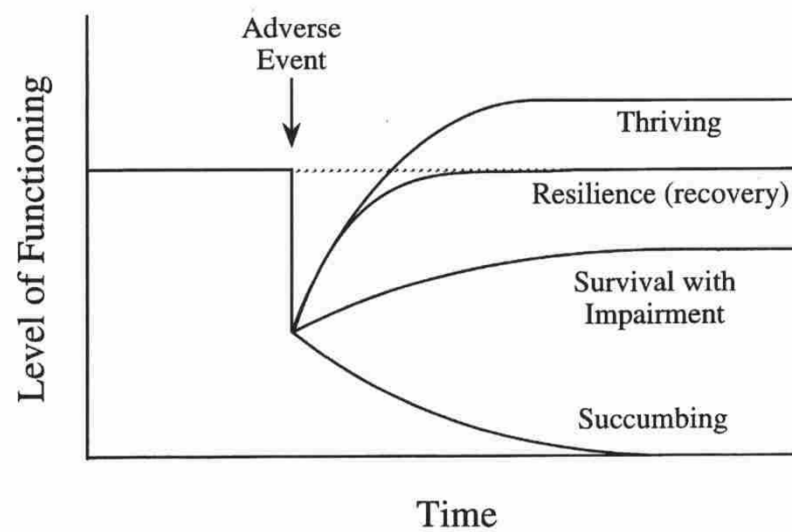 Adverse
Event
Level of Functioning
Thriving
Resilience (recovery)
Survival with
Impairment
Succumbing
Time